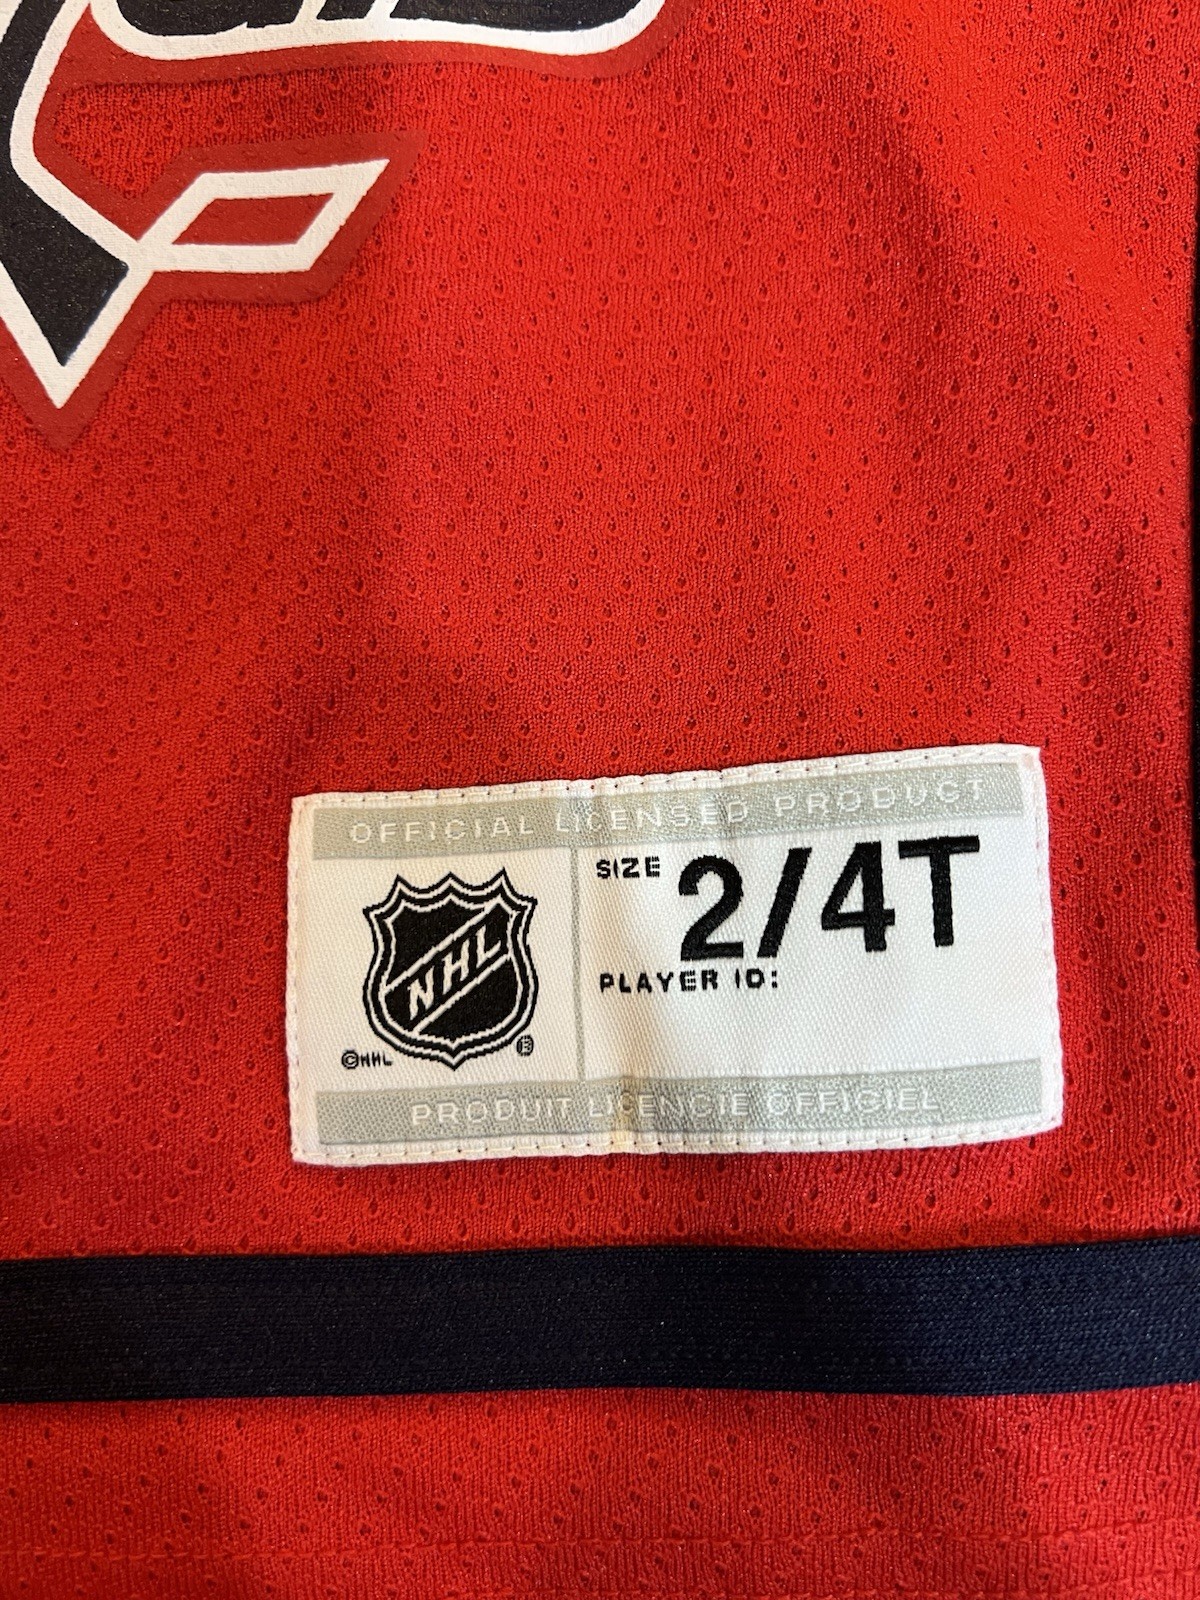 OFFICIAL LICENSED PRODUCT
SIZE 2/4T
NHL
PLAYER ID:
©NHL ®
PRODUIT LICENCIE OFFICIEL